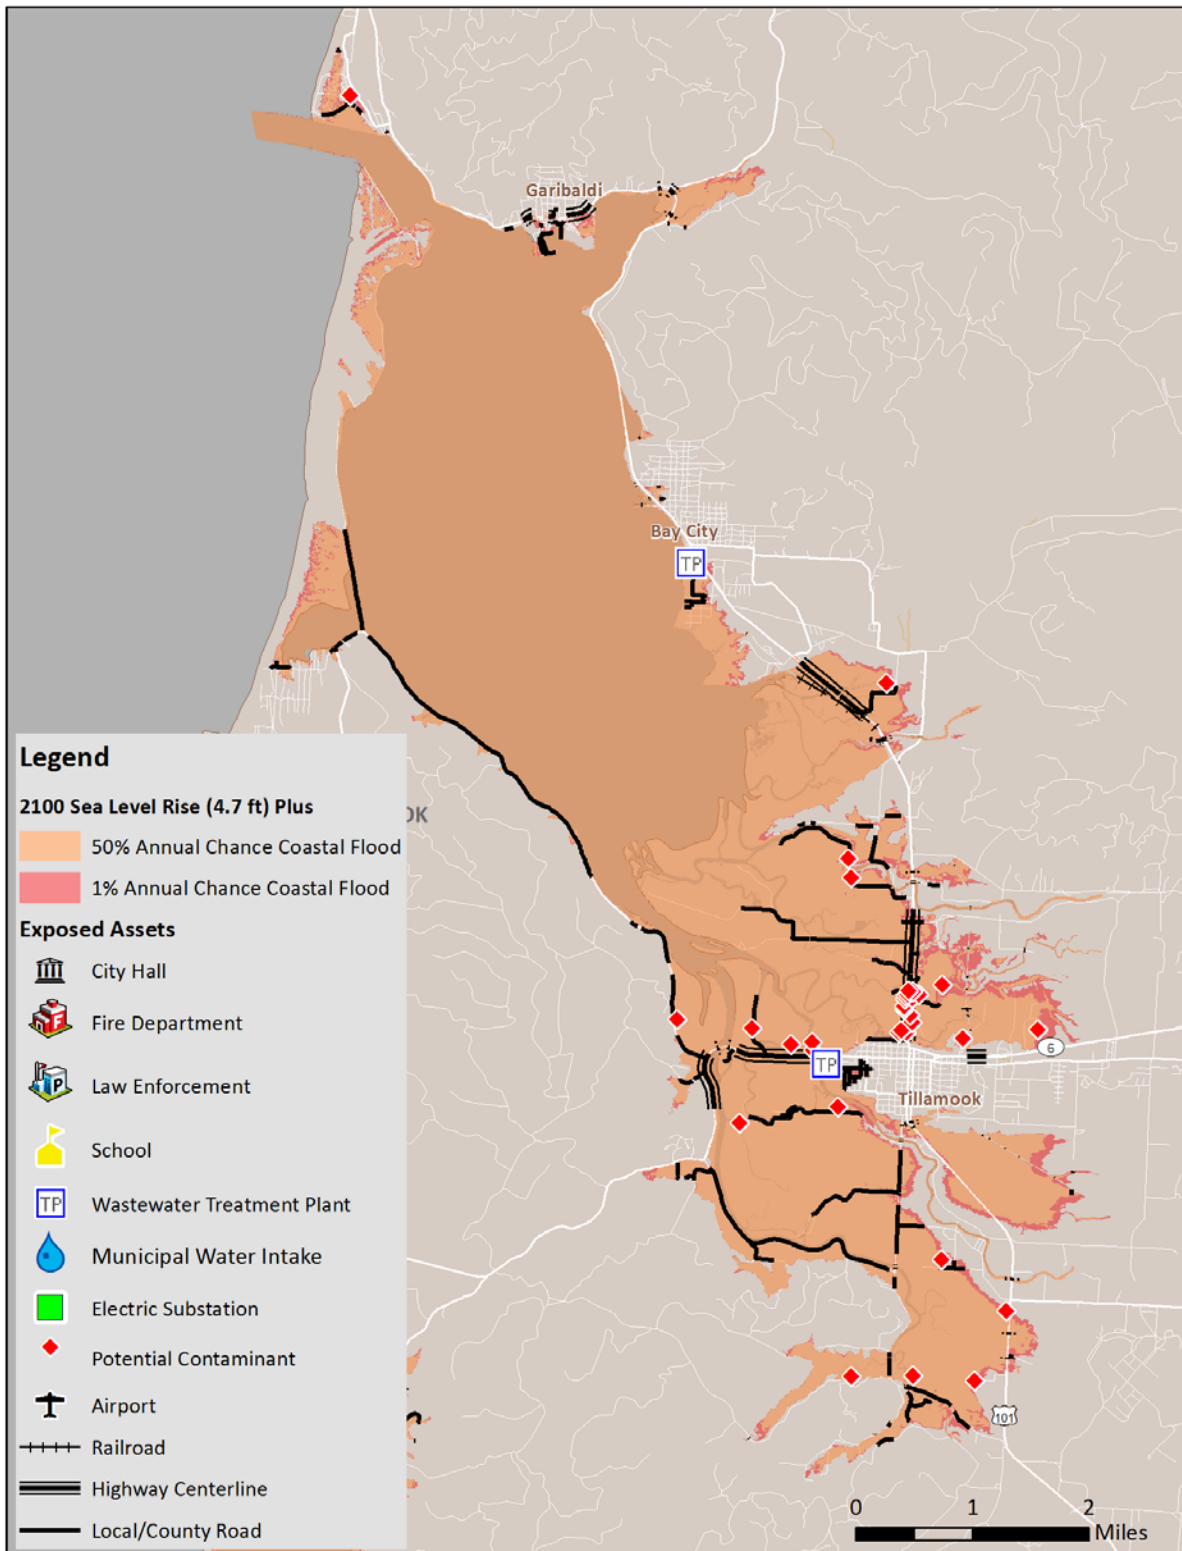 Garibaldi
Bay City
TP
Legend
2100 Sea Level Rise (4.7 ft) Plus
OK
50% Annual Chance Coastal Flood
1% Annual Chance Coastal Flood
Exposed Assets
City Hall
F Fire Department
P Law Enforcement
School
TP Wastewater Treatment Plant
Municipal Water Intake
Electric Substation
Potential Contaminant
Airport
Railroad
Highway Centerline
Local/County Road
6
TP
Tillamook
101
0 1 2
Miles